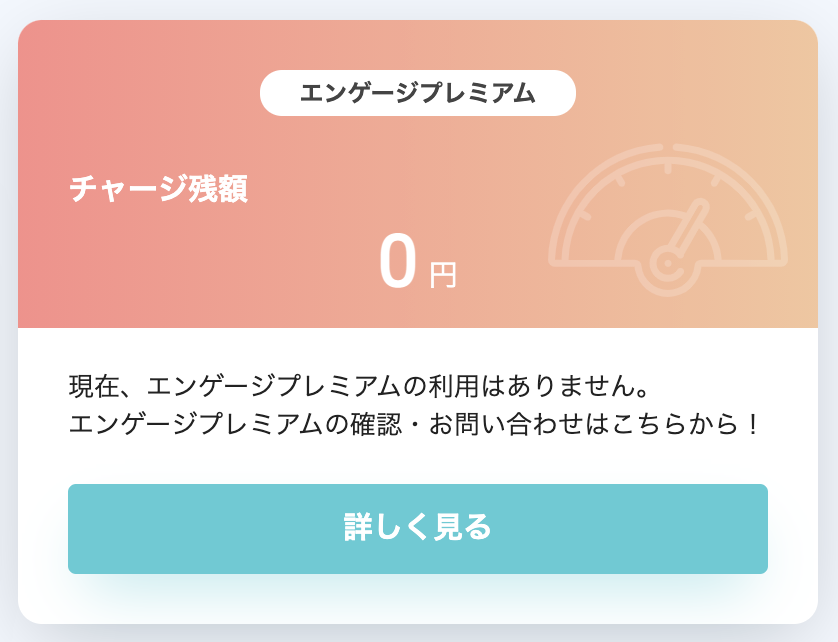 エンゲージプレミアム
チャージ残額
0 円
現在、エンゲージプレミアムの利用はありません。
エンゲージプレミアムの確認・お問い合わせはこちらから！
詳しく見る